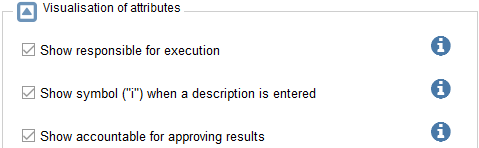 Visualisation of attributes
Show responsible for execution
Show symbol ("i") when a description is entered
Show accountable for approving results